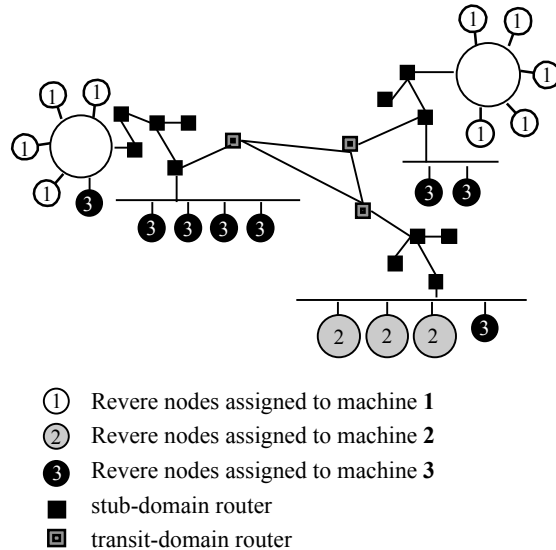 1 1
1
1 1
1
1
1
1 3 3
3
3 3 3 3
2 2 2 3
1 Revere nodes assigned to machine 1
2 Revere nodes assigned to machine 2
3 Revere nodes assigned to machine 3
stub-domain router
transit-domain router